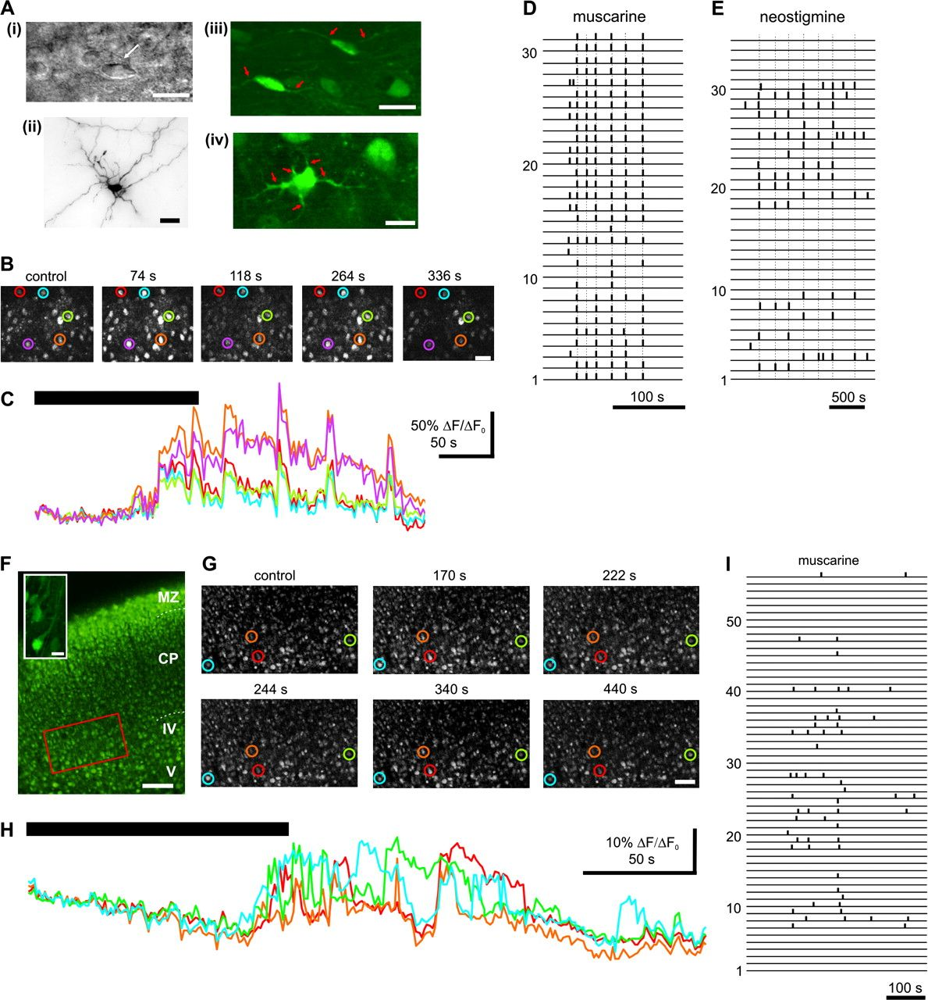 A
(i)
(iii)
(ii)
(iv)
B
control
74 s
118 s
264 s
336 s
C
50% ΔF/ΔF₀
50 s
D
muscarine
30
20
10
1
100 s
E
neostigmine
30
20
10
1
500 s
F
MZ
CP
IV
V
G
control
170 s
222 s
244 s
340 s
440 s
H
10% ΔF/ΔF₀
50 s
I
muscarine
50
40
30
20
10
1
100 s